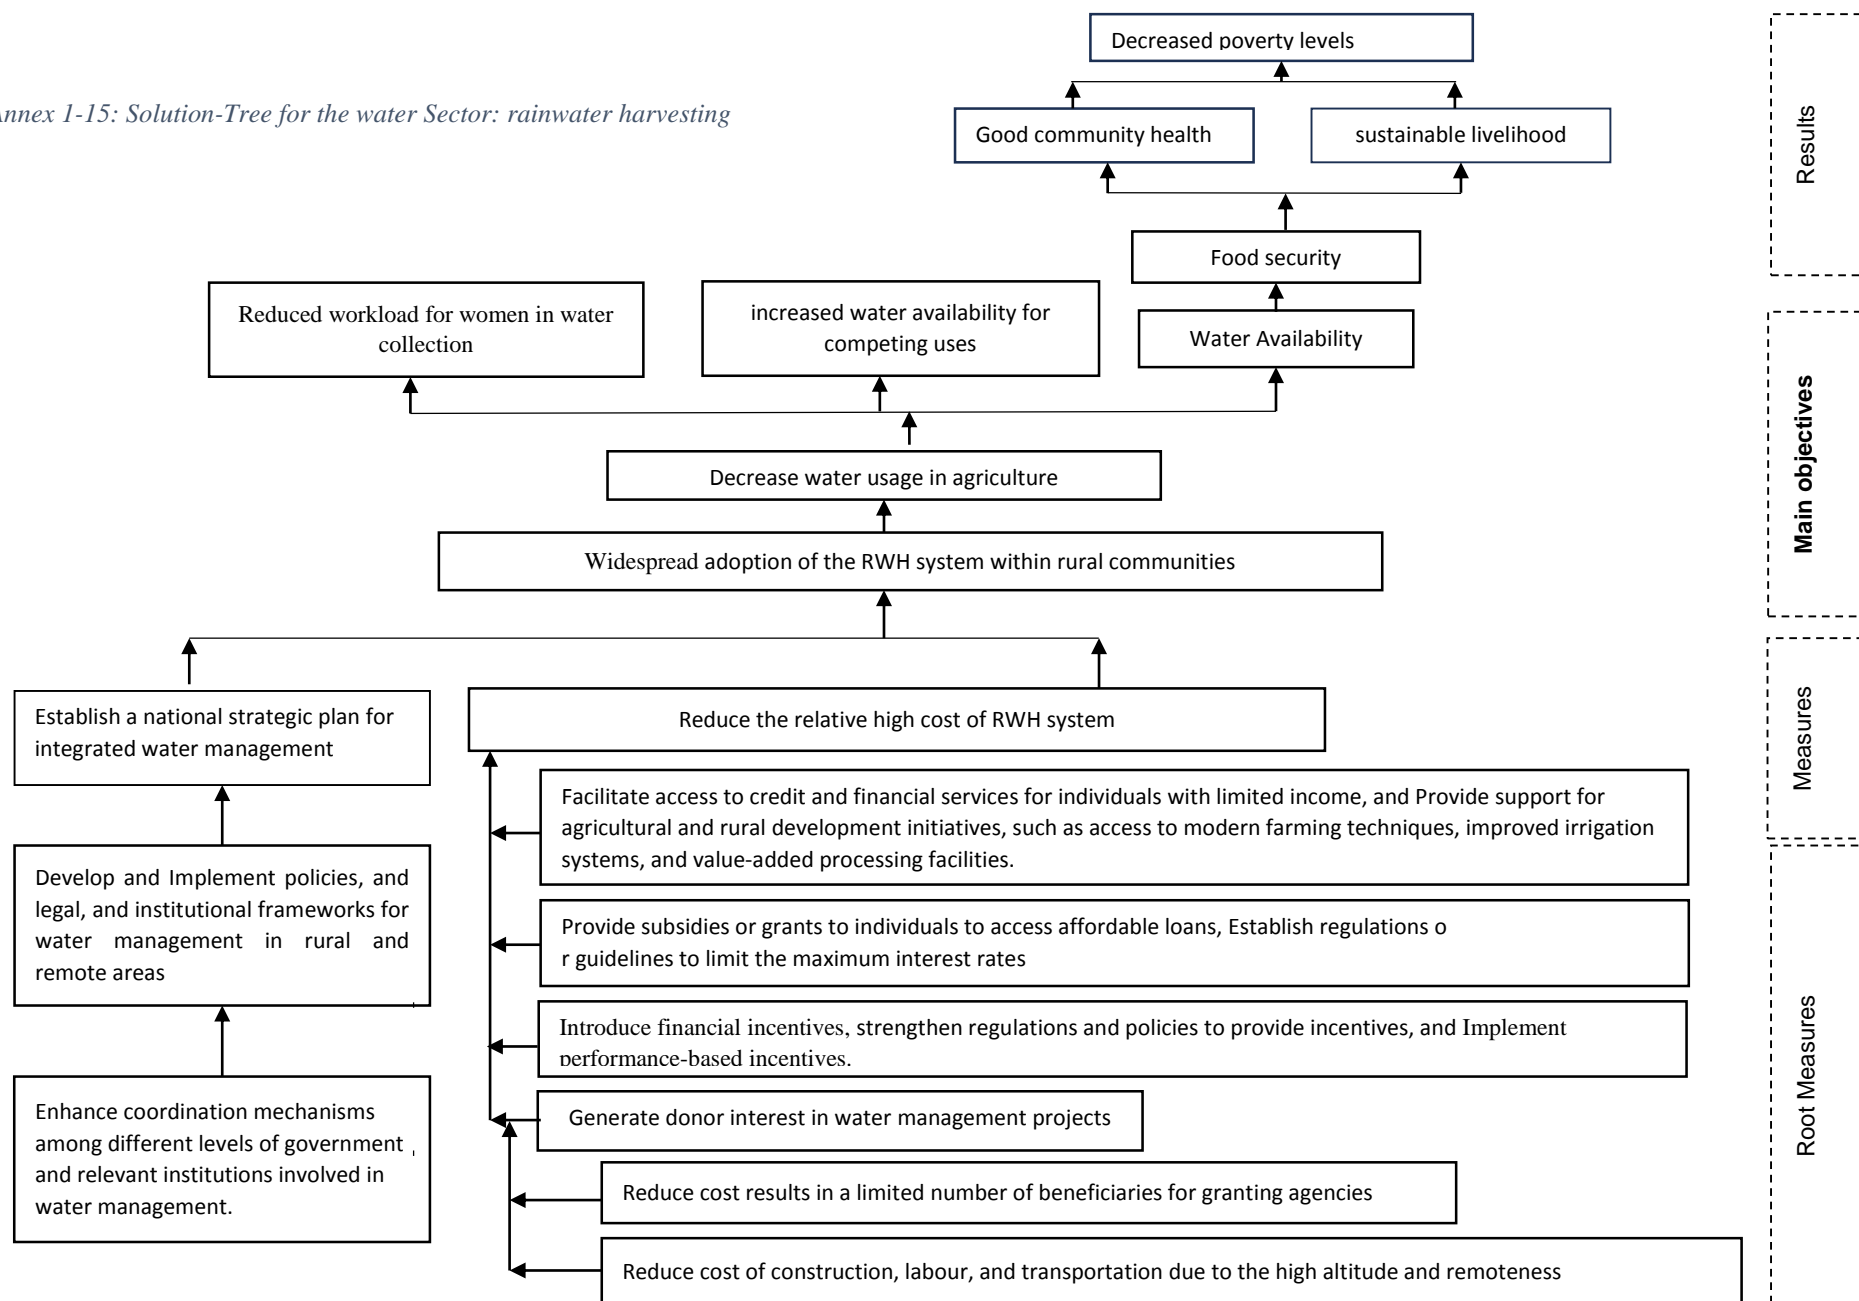 Decreased poverty levels
Annex 1-15: Solution-Tree for the water Sector: rainwater harvesting
Good community health
sustainable livelihood
Results
Food security
Reduced workload for women in water
collection
increased water availability for
competing uses
Water Availability
Main objectives
Decrease water usage in agriculture
Widespread adoption of the RWH system within rural communities
Establish a national strategic plan for
integrated water management
Reduce the relative high cost of RWH system
Measures
Facilitate access to credit and financial services for individuals with limited income, and Provide support for
agricultural and rural development initiatives, such as access to modern farming techniques, improved irrigation
systems, and value-added processing facilities.
Develop and Implement policies, and
legal, and institutional frameworks for
water management in rural and
remote areas
Provide subsidies or grants to individuals to access affordable loans, Establish regulations o
r guidelines to limit the maximum interest rates
Introduce financial incentives, strengthen regulations and policies to provide incentives, and Implement
performance-based incentives.
Root Measures
Enhance coordination mechanisms
among different levels of government
and relevant institutions involved in
water management.
Generate donor interest in water management projects
Reduce cost results in a limited number of beneficiaries for granting agencies
Reduce cost of construction, labour, and transportation due to the high altitude and remoteness